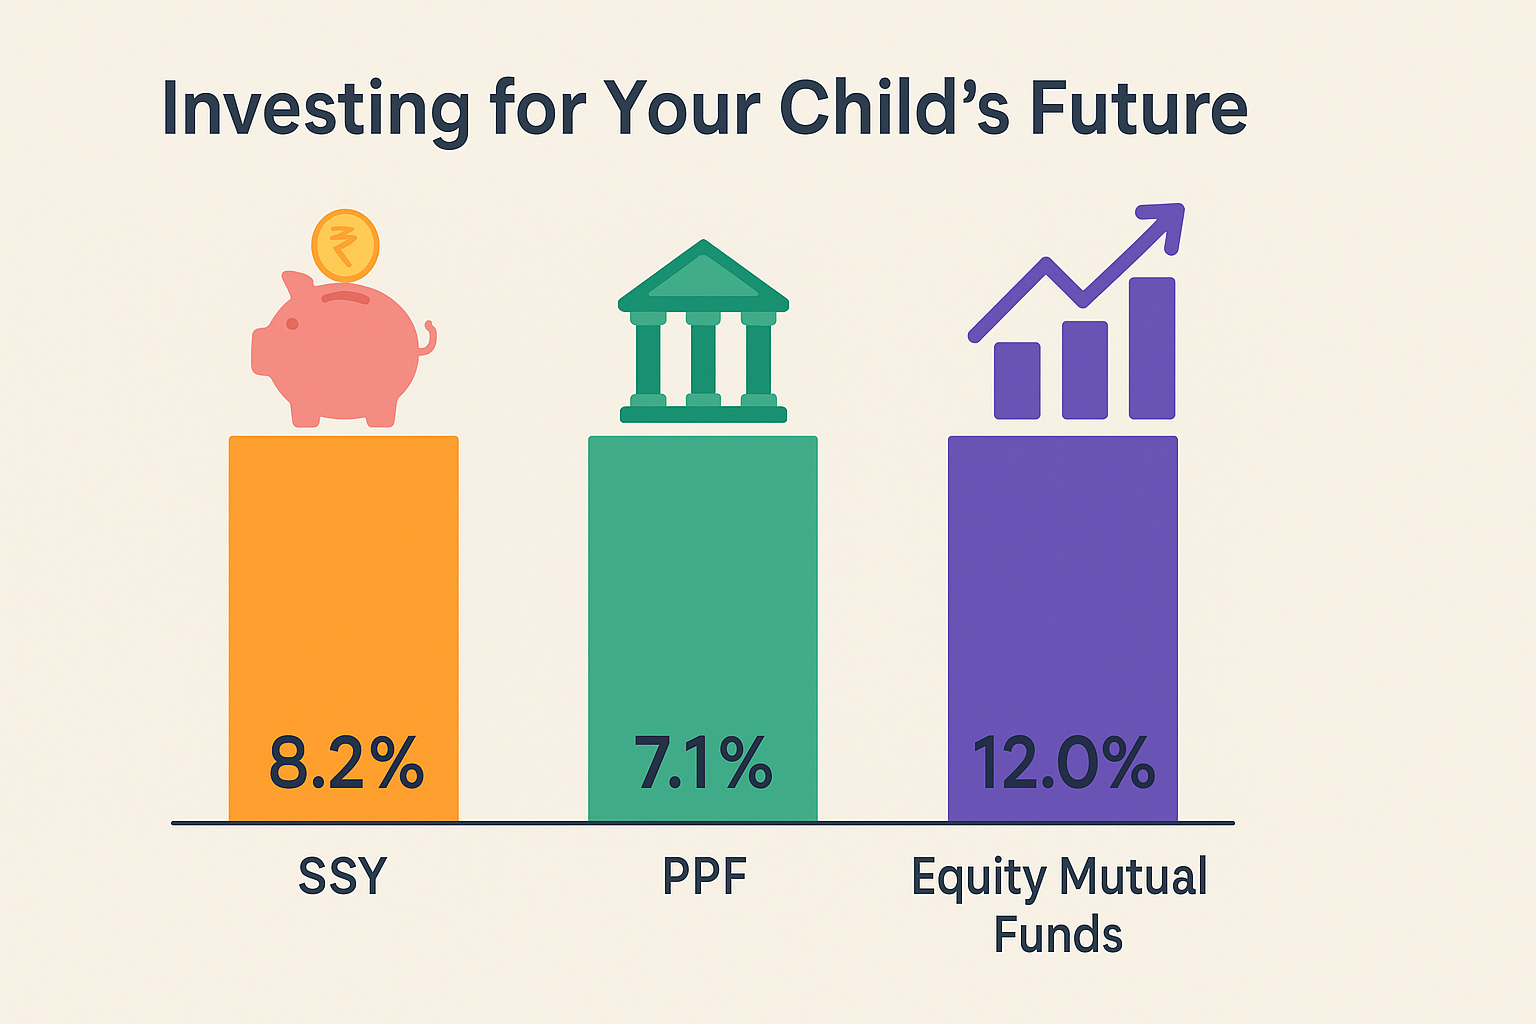 Investing for Your Child’s Future
₹
8.2%
7.1%
12.0%
SSY
PPF
Equity Mutual
Funds